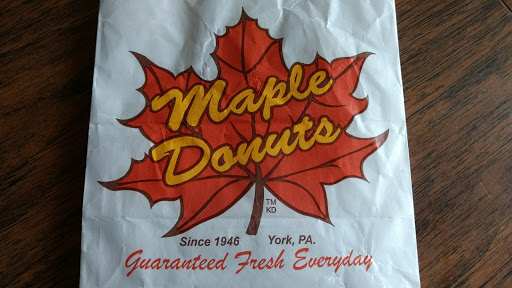 Maple
Donuts
TM
KD
Since 1946 York, PA.
Guaranteed Fresh Everyday